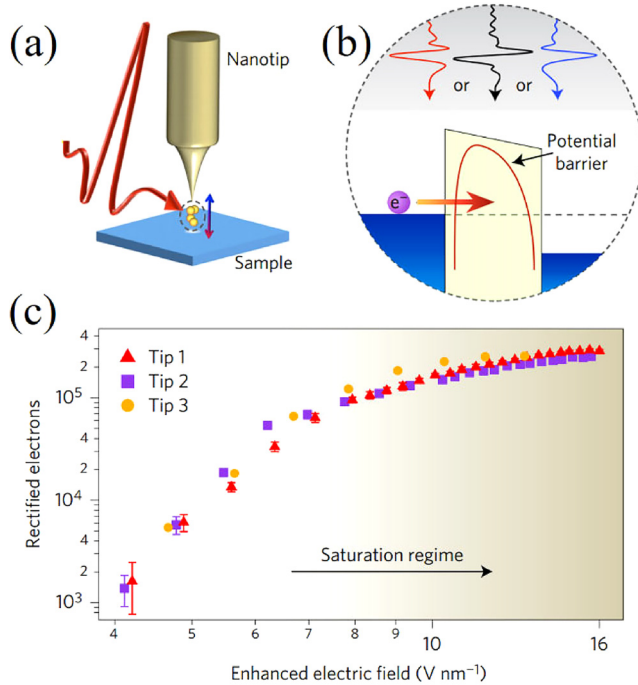 (a)
Nanotip
Sample
(b)
or
or
Potential
barrier
e⁻
(c)
Rectified electrons
4
2
10⁵
4
2
10⁴
4
2
10³
Tip 1
Tip 2
Tip 3
Saturation regime
4
5
6
7
8
9
10
16
Enhanced electric field (V nm⁻¹)